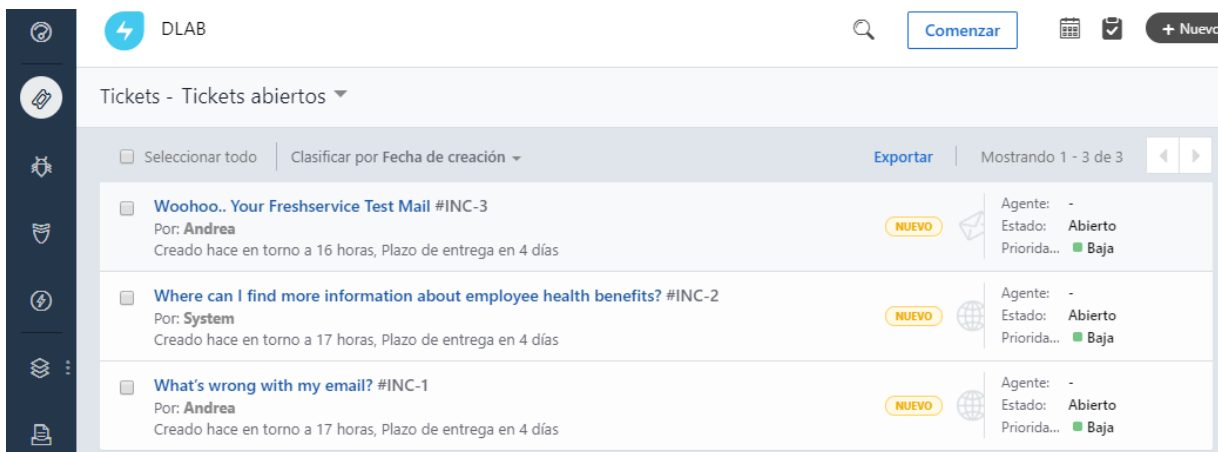 DLAB
Comenzar
+ Nuevo
Tickets - Tickets abiertos
Seleccionar todo
Clasificar por Fecha de creación
Exportar
Mostrando 1 - 3 de 3
Woohoo.. Your Freshservice Test Mail #INC-3
Por: Andrea
Creado hace en torno a 16 horas, Plazo de entrega en 4 días
NUEVO
Agente: -
Estado: Abierto
Priorida... Baja
Where can I find more information about employee health benefits? #INC-2
Por: System
Creado hace en torno a 17 horas, Plazo de entrega en 4 días
NUEVO
Agente: -
Estado: Abierto
Priorida... Baja
What's wrong with my email? #INC-1
Por: Andrea
Creado hace en torno a 17 horas, Plazo de entrega en 4 días
NUEVO
Agente: -
Estado: Abierto
Priorida... Baja